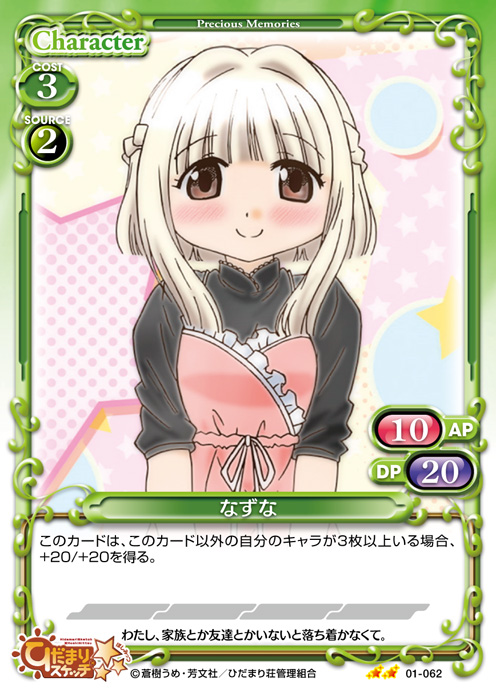 Precious Memories
Character
COST
3
SOURCE
2
10 AP
DP 20
なずな
このカードは、このカード以外の自分のキャラが3枚以上いる場合、
+20/+20を得る。
わたし、家族とか友達とかいないと落ち着かなくて。
ひだまりスケッチ
©蒼樹うめ・芳文社/ひだまり荘管理組合
01-062